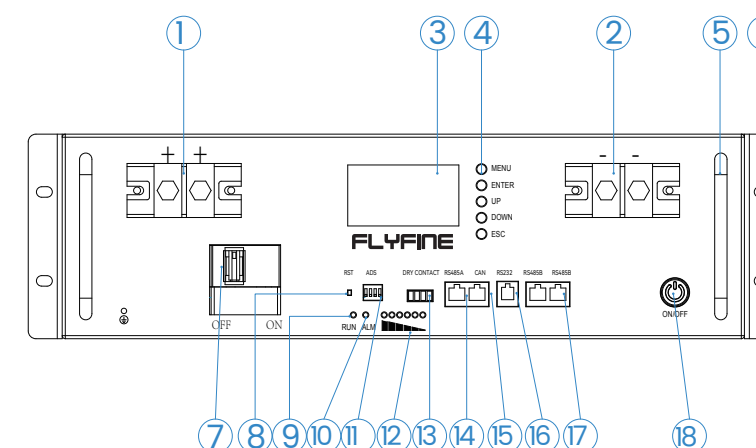 1 3 4 2 5
+ +
- -
MENU
ENTER
UP
DOWN
ESC
FLYFINE
RST ADS DRY CONTACT RS485A CAN RS232 RS485B RS485B
OFF ON
RUN ALM
ON/OFF
7 8 9 10 11 12 13 14 15 16 17 18